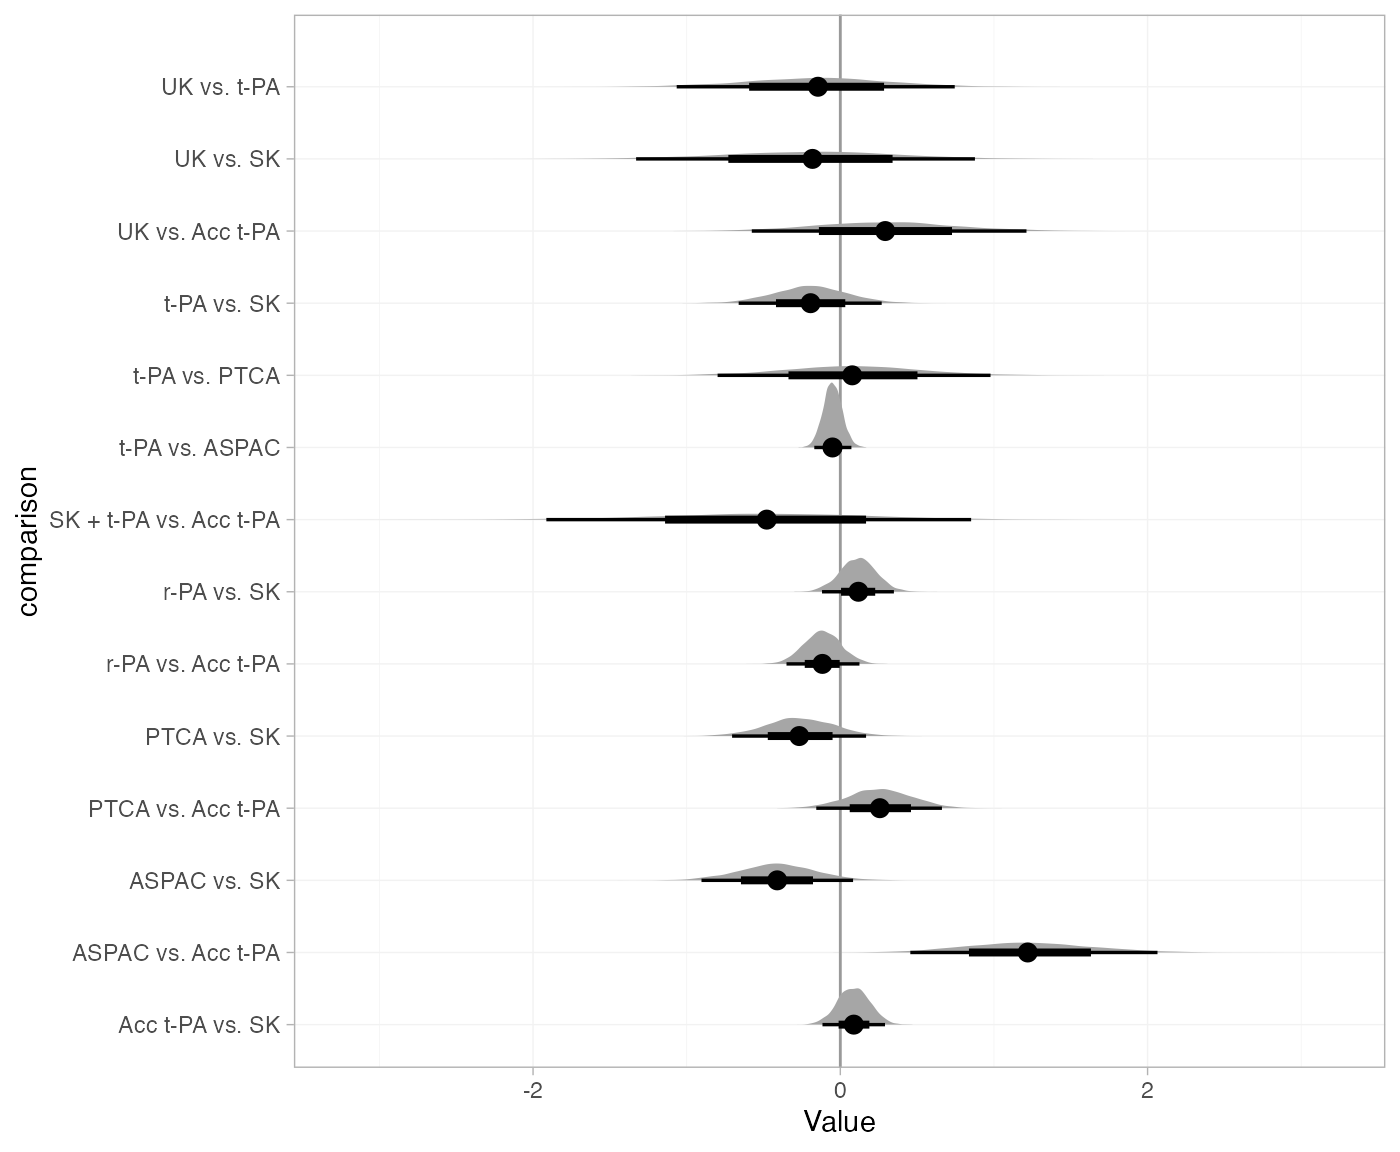 comparison
UK vs. t-PA
UK vs. SK
UK vs. Acc t-PA
t-PA vs. SK
t-PA vs. PTCA
t-PA vs. ASPAC
SK + t-PA vs. Acc t-PA
r-PA vs. SK
r-PA vs. Acc t-PA
PTCA vs. SK
PTCA vs. Acc t-PA
ASPAC vs. SK
ASPAC vs. Acc t-PA
Acc t-PA vs. SK
-2 0 2
Value